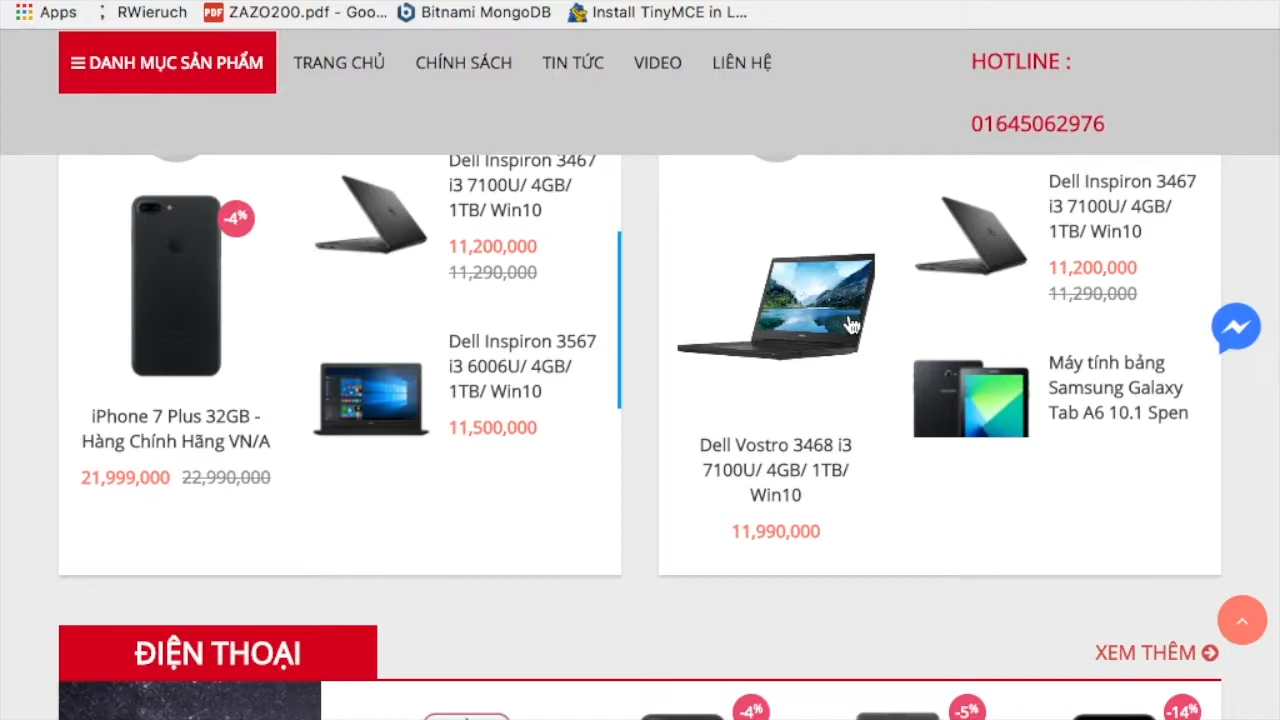 Apps
RWieruch
PDF
ZAZO200.pdf - Goo...
Bitnami MongoDB
Install TinyMCE in L...
DANH MỤC SẢN PHẨM
TRANG CHỦ
CHÍNH SÁCH
TIN TỨC
VIDEO
LIÊN HỆ
HOTLINE :
01645062976
-4%
iPhone 7 Plus 32GB -
Hàng Chính Hãng VN/A
21,999,000 22,990,000
Dell Inspiron 3467
i3 7100U/ 4GB/
1TB/ Win10
11,200,000
11,290,000
Dell Inspiron 3567
i3 6006U/ 4GB/
1TB/ Win10
11,500,000
Dell Vostro 3468 i3
7100U/ 4GB/ 1TB/
Win10
11,990,000
Dell Inspiron 3467
i3 7100U/ 4GB/
1TB/ Win10
11,200,000
11,290,000
Máy tính bảng
Samsung Galaxy
Tab A6 10.1 Spen
ĐIỆN THOẠI
XEM THÊM
-4%
-5%
-14%